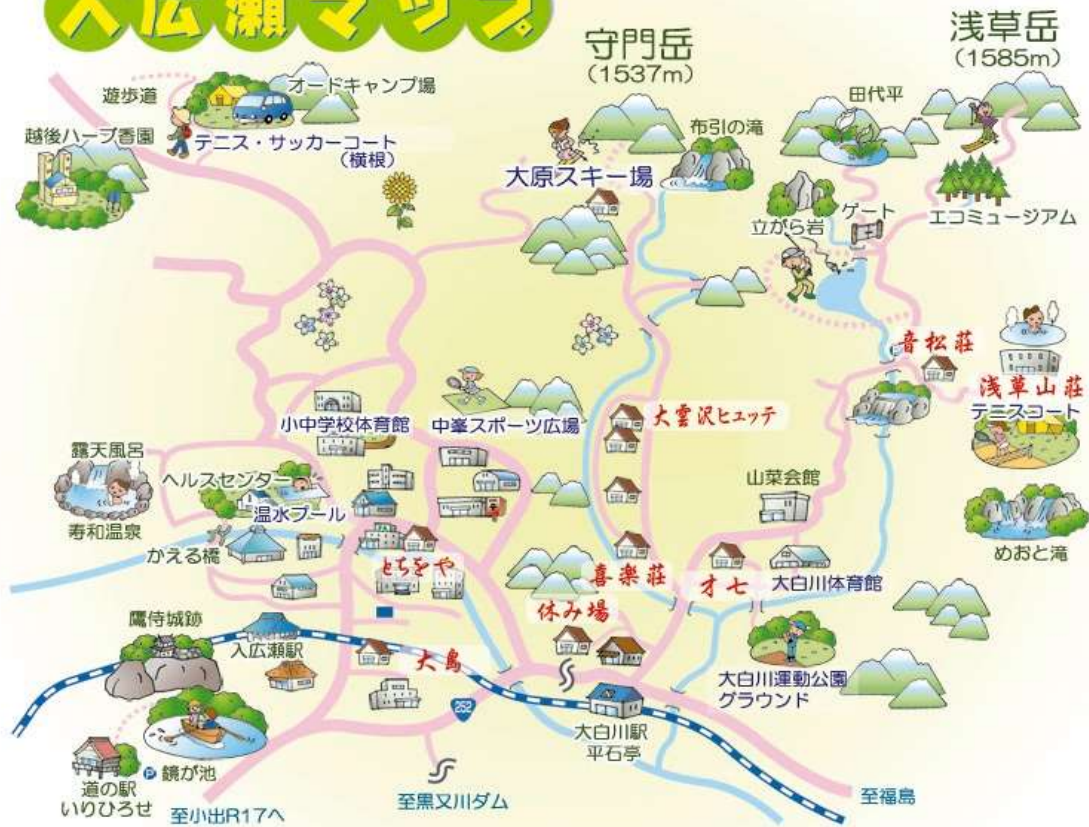 入広瀬マップ
守門岳
(1537m)
浅草岳
(1585m)
遊歩道
オードキャンプ場
田代平
越後ハーブ香園
テニス・サッカーコート
(横根)
布引の滝
大原スキー場
立がら岩
ゲート
エコミュージアム
音松荘
浅草山荘
テニスコート
小中学校体育館
中峯スポーツ広場
大雲沢ヒュッテ
露天風呂
ヘルスセンター
山菜会館
寿和温泉
温水プール
めおと滝
かえる橋
とちをや
喜楽荘
才七
大白川体育館
休み場
鷹待城跡
入広瀬駅
大島
大白川運動公園
グラウンド
252
大白川駅
平石亭
P
鏡が池
道の駅
いりひろせ
至小出R17へ
至黒又川ダム
至福島